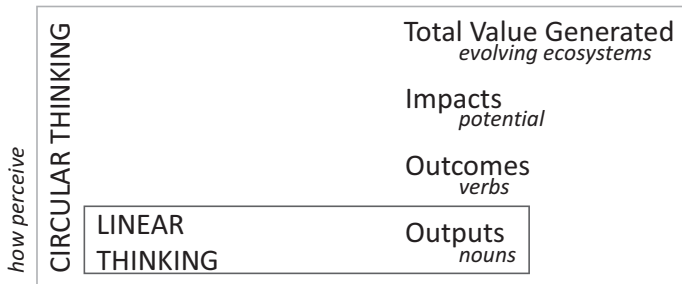 how perceive
CIRCULAR THINKING
Total Value Generated
evolving ecosystems
Impacts
potential
Outcomes
verbs
LINEAR
THINKING
Outputs
nouns